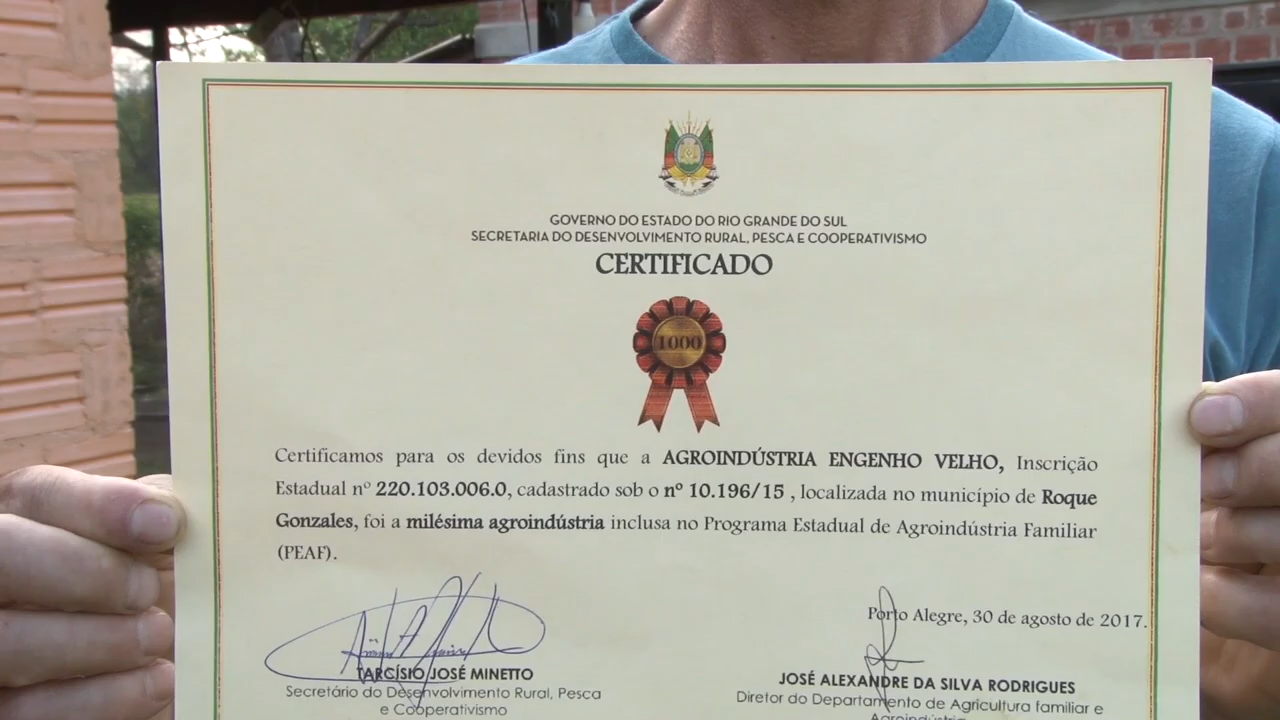 GOVERNO DO ESTADO DO RIO GRANDE DO SUL
SECRETARIA DO DESENVOLVIMENTO RURAL, PESCA E COOPERATIVISMO
CERTIFICADO
1000
Certificamos para os devidos fins que a AGROINDÚSTRIA ENGENHO VELHO, Inscrição
Estadual nº 220.103.006.0, cadastrado sob o nº 10.196/15 , localizada no município de Roque
Gonzales, foi a milésima agroindústria inclusa no Programa Estadual de Agroindústria Familiar
(PEAF).
Porto Alegre, 30 de agosto de 2017.
TARCÍSIO JOSÉ MINETTO
Secretário do Desenvolvimento Rural, Pesca
e Cooperativismo
JOSÉ ALEXANDRE DA SILVA RODRIGUES
Diretor do Departamento de Agricultura familiar e
Agroindústria